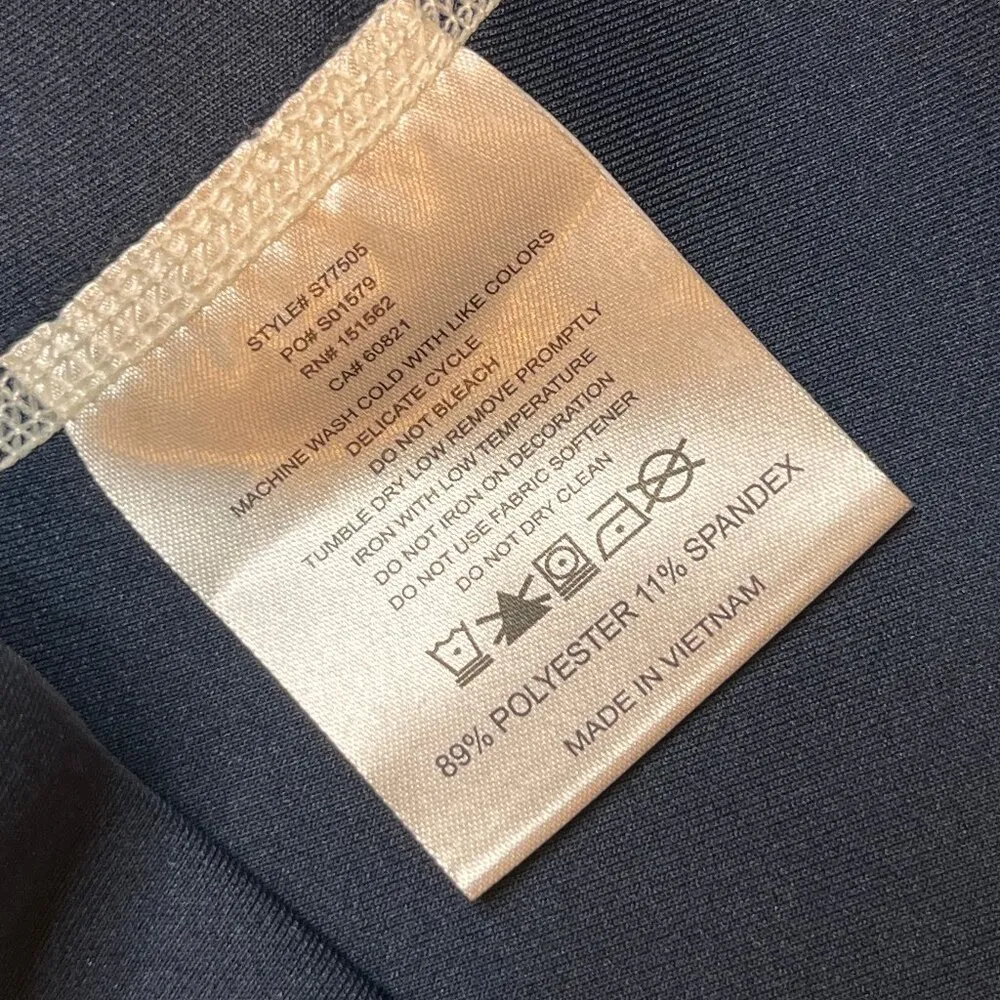 STYLE# S77505
PO# S01579
RN# 151562
CA# 60821
MACHINE WASH COLD WITH LIKE COLORS
DELICATE CYCLE
DO NOT BLEACH
TUMBLE DRY LOW REMOVE PROMPTLY
IRON WITH LOW TEMPERATURE
DO NOT IRON ON DECORATION
DO NOT USE FABRIC SOFTENER
DO NOT DRY CLEAN
89% POLYESTER 11% SPANDEX
MADE IN VIETNAM